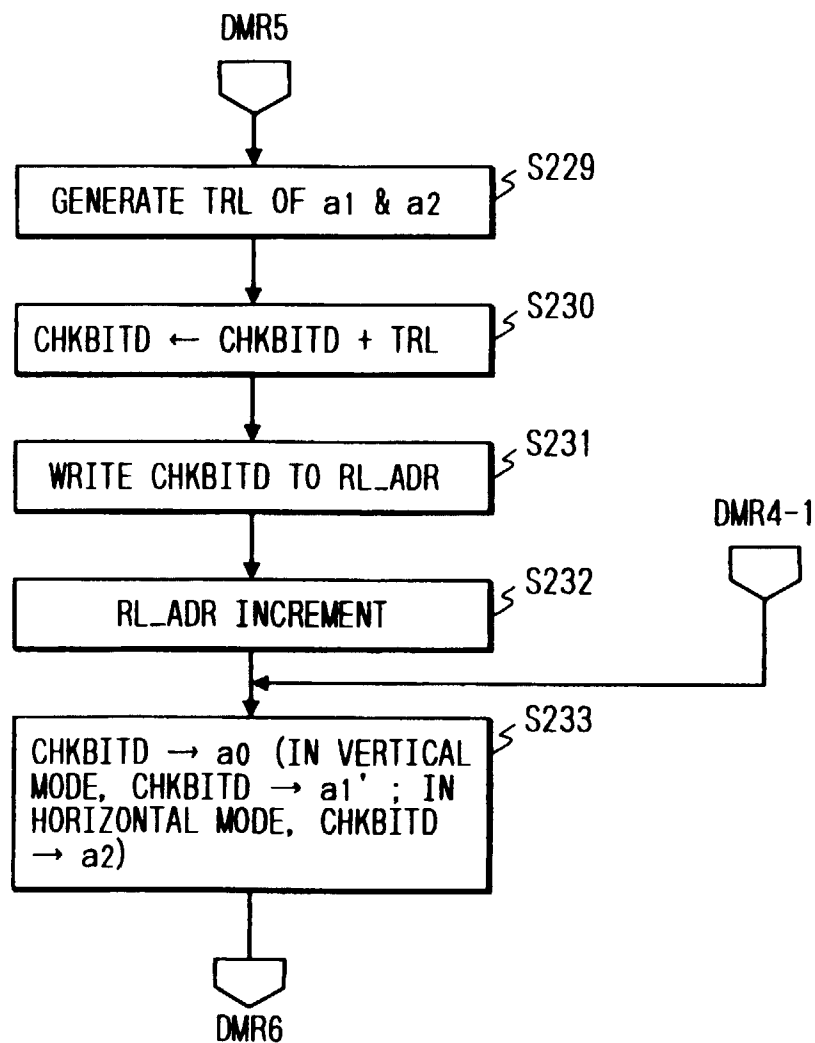 DMR5
S229
GENERATE TRL OF a1 & a2
S230
CHKBITD ← CHKBITD + TRL
S231
WRITE CHKBITD TO RL_ADR
DMR4-1
S232
RL_ADR INCREMENT
S233
CHKBITD → a0 (IN VERTICAL
MODE, CHKBITD → a1' ; IN
HORIZONTAL MODE, CHKBITD
→ a2)
DMR6